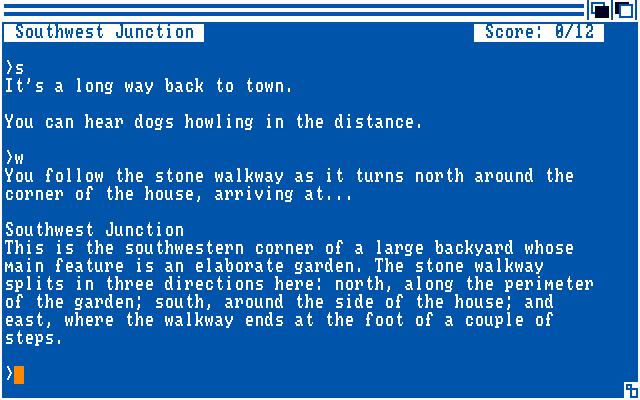 Southwest Junction Score: 0/12
>s
It's a long way back to town.
You can hear dogs howling in the distance.
>w
You follow the stone walkway as it turns north around the
corner of the house, arriving at...
Southwest Junction
This is the southwestern corner of a large backyard whose
main feature is an elaborate garden. The stone walkway
splits in three directions here: north, along the perimeter
of the garden; south, around the side of the house; and
east, where the walkway ends at the foot of a couple of
steps.
>